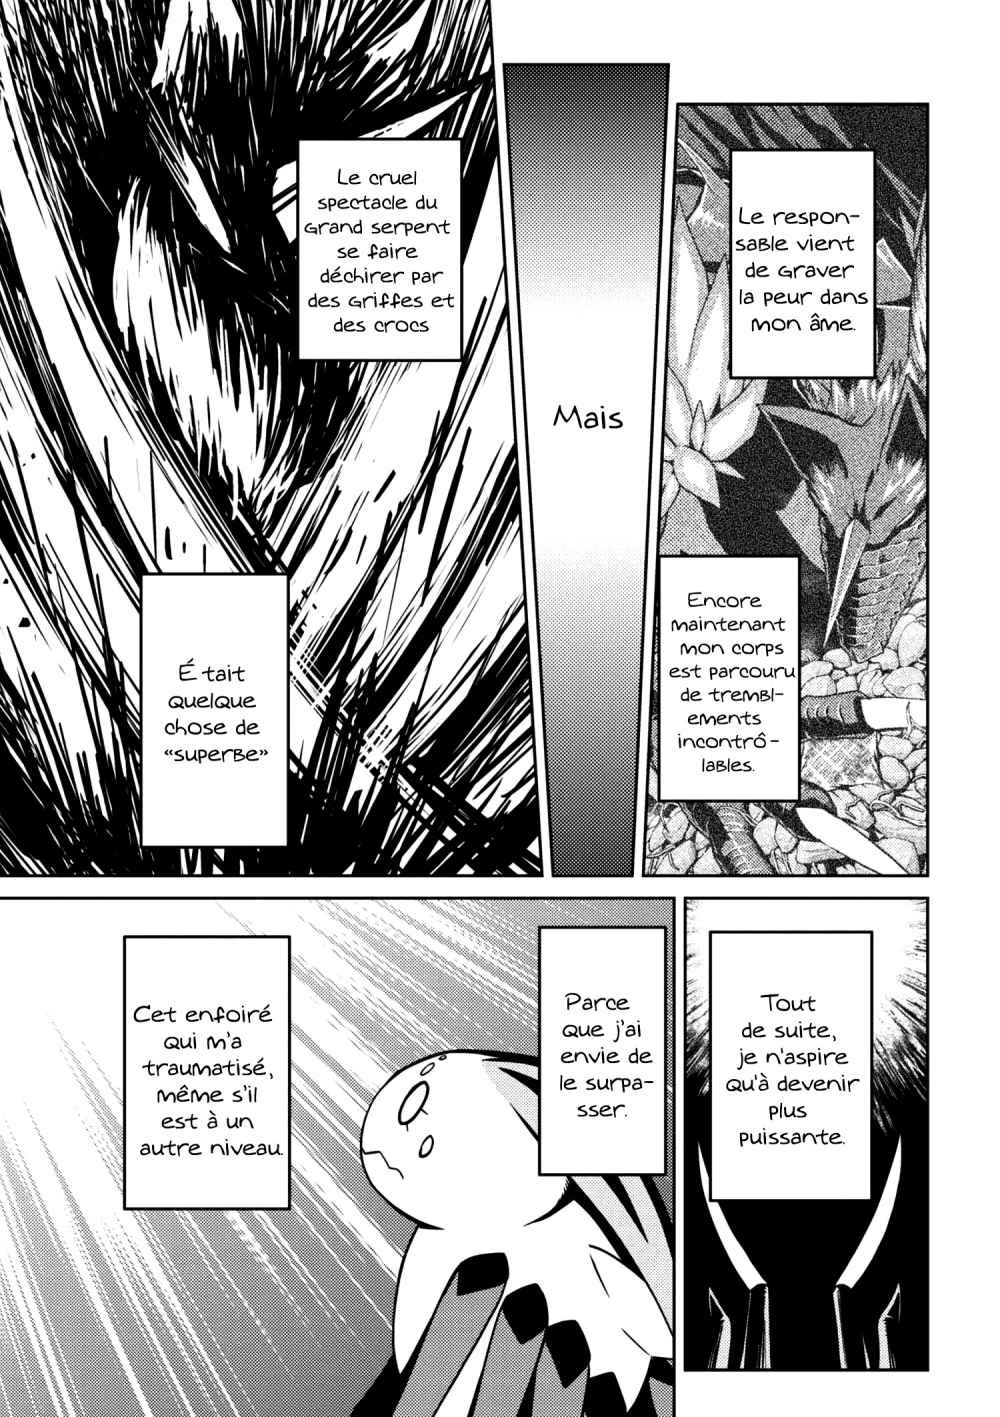 Le respon-
sable vient
de graver
la peur dans
mon âme.
Encore
maintenant
mon corps
est parcouru
de trembl-
ements
incontrô-
lables.
Mais
Le cruel
spectacle du
grand serpent
se faire
déchirer par
des griffes et
des crocs
É tait
quelque
chose de
«superbe»
Tout
de suite,
je n'aspire
qu'à devenir
plus
puissante.
Parce
que j'ai
envie de
le surpa-
sser.
Cet enfoiré
qui m'a
traumatisé,
même s'il
est à un
autre niveau.